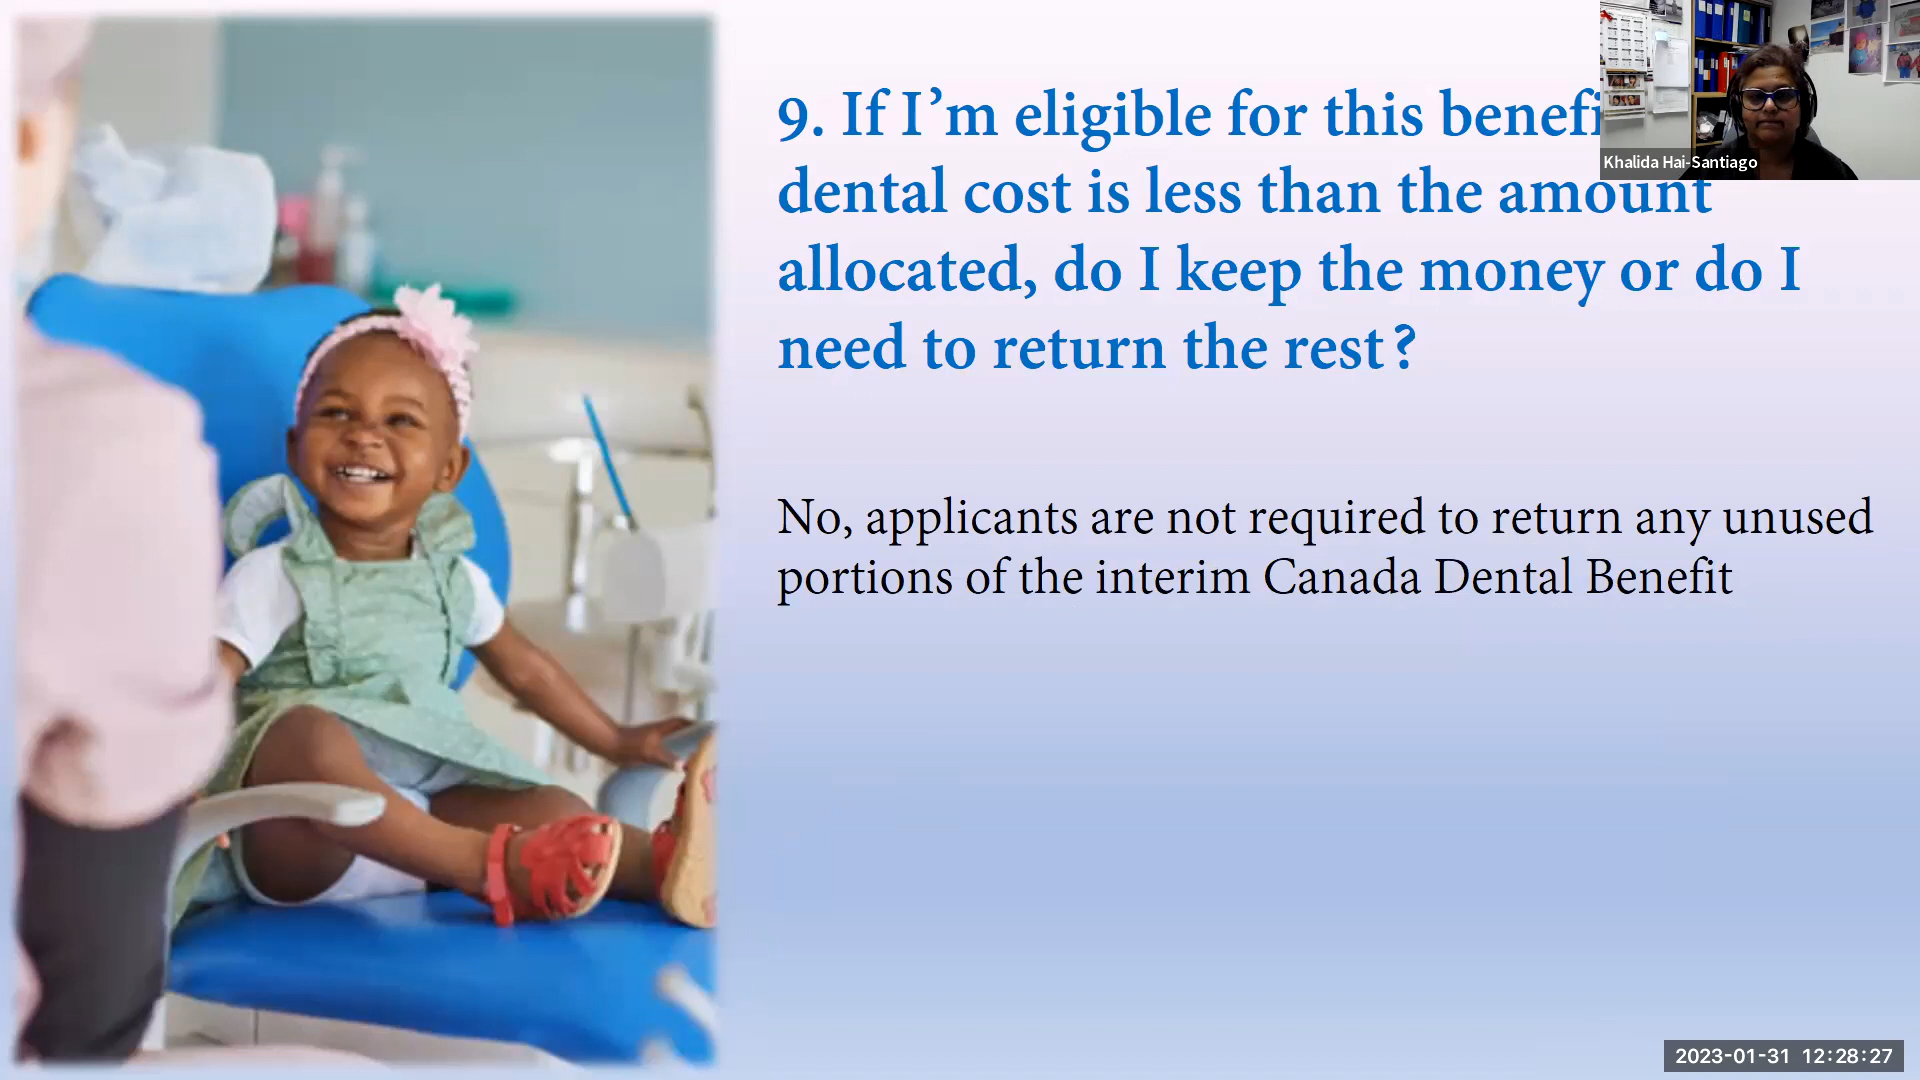 9. If I’m eligible for this
dental cost is less than the amount
allocated, do I keep the money or do I
need to return the rest?
No, applicants are not required to return any unused
portions of the interim Canada Dental Benefit
Khalida Hai-Santiago
2023-01-31 12:28:27